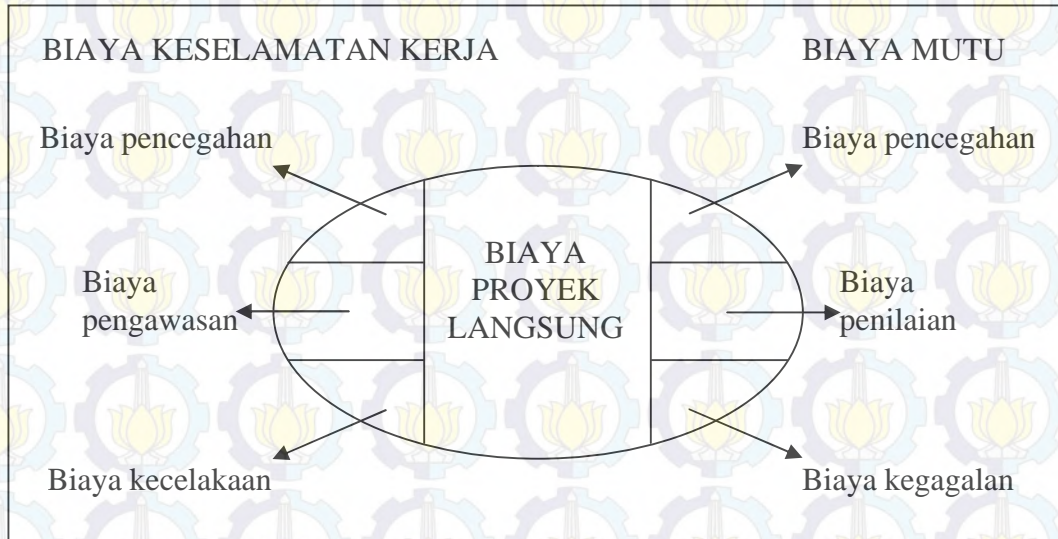 BIAYA KESELAMATAN KERJA
BIAYA MUTU
Biaya pencegahan
Biaya pencegahan
BIAYA
PROYEK
LANGSUNG
Biaya
pengawasan
Biaya
penilaian
Biaya kecelakaan
Biaya kegagalan